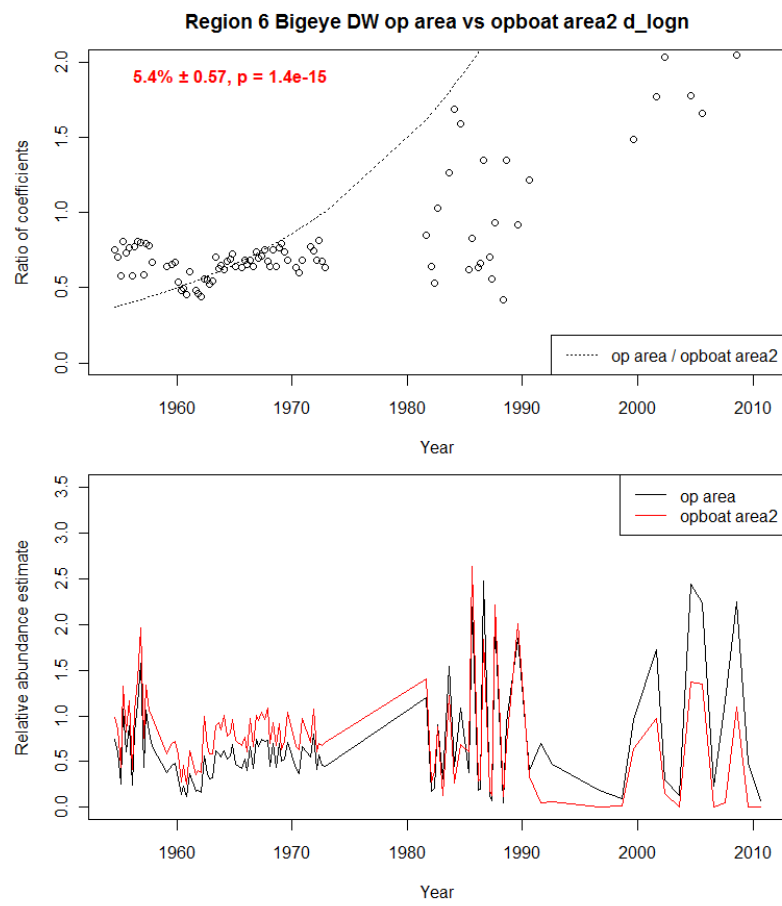 Region 6 Bigeye DW op area vs opboat area2 d_logn
5.4% ± 0.57, p = 1.4e-15
Ratio of coefficients
2.0
1.5
1.0
0.5
0.0
op area / opboat area2
1960 1970 1980 1990 2000 2010
Year
Relative abundance estimate
3.5
3.0
2.5
2.0
1.5
1.0
0.5
0.0
op area
opboat area2
1960 1970 1980 1990 2000 2010
Year